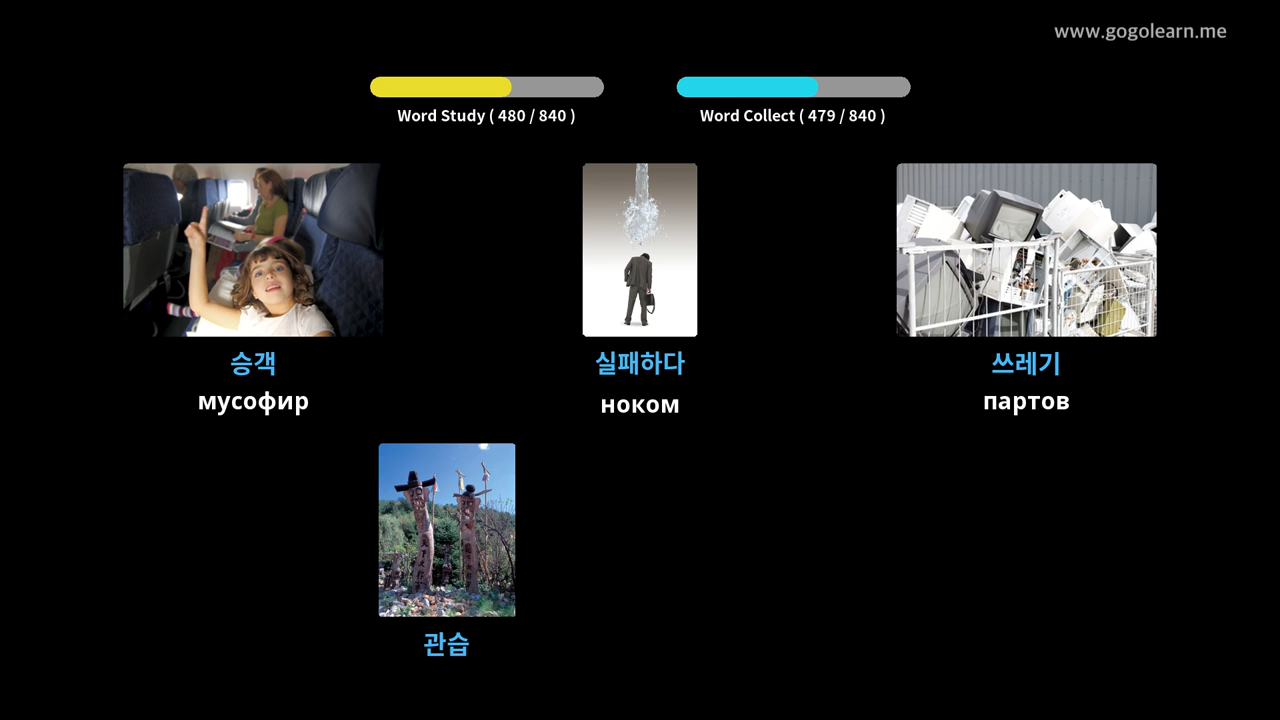 www.gogolearn.me
Word Study ( 480 / 840 )
Word Collect ( 479 / 840 )
승객
실패하다
쓰레기
мусофир
ноком
партов
관습